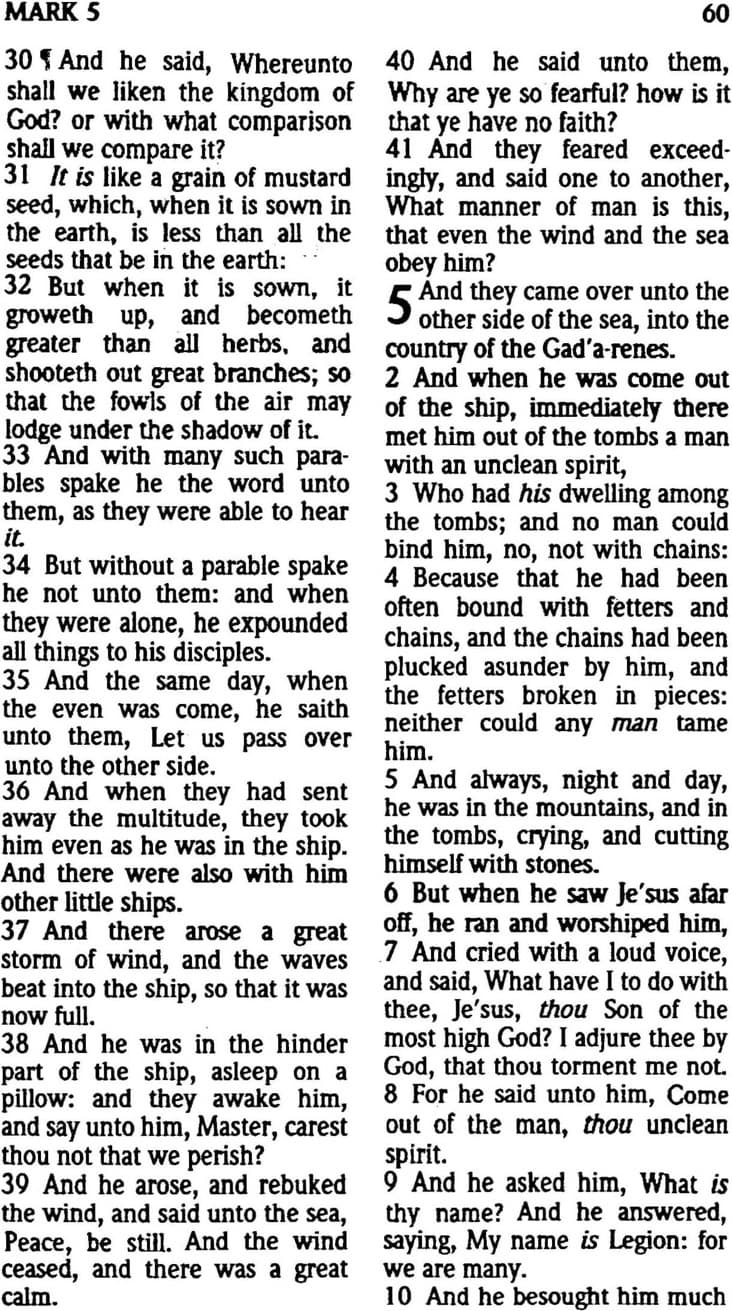 MARK 5
60
30 ¶ And he said, Whereunto
shall we liken the kingdom of
God? or with what comparison
shall we compare it?
31 It is like a grain of mustard
seed, which, when it is sown in
the earth, is less than all the
seeds that be in the earth:
32 But when it is sown, it
groweth up, and becometh
greater than all herbs, and
shooteth out great branches; so
that the fowls of the air may
lodge under the shadow of it.
33 And with many such para-
bles spake he the word unto
them, as they were able to hear
it.
34 But without a parable spake
he not unto them: and when
they were alone, he expounded
all things to his disciples.
35 And the same day, when
the even was come, he saith
unto them, Let us pass over
unto the other side.
36 And when they had sent
away the multitude, they took
him even as he was in the ship.
And there were also with him
other little ships.
37 And there arose a great
storm of wind, and the waves
beat into the ship, so that it was
now full.
38 And he was in the hinder
part of the ship, asleep on a
pillow: and they awake him,
and say unto him, Master, carest
thou not that we perish?
39 And he arose, and rebuked
the wind, and said unto the sea,
Peace, be still. And the wind
ceased, and there was a great
calm.
40 And he said unto them,
Why are ye so fearful? how is it
that ye have no faith?
41 And they feared exceed-
ingly, and said one to another,
What manner of man is this,
that even the wind and the sea
obey him?
5 And they came over unto the
other side of the sea, into the
country of the Gad'a-renes.
2 And when he was come out
of the ship, immediately there
met him out of the tombs a man
with an unclean spirit,
3 Who had his dwelling among
the tombs; and no man could
bind him, no, not with chains:
4 Because that he had been
often bound with fetters and
chains, and the chains had been
plucked asunder by him, and
the fetters broken in pieces:
neither could any man tame
him.
5 And always, night and day,
he was in the mountains, and in
the tombs, crying, and cutting
himself with stones.
6 But when he saw Je'sus afar
off, he ran and worshiped him,
7 And cried with a loud voice,
and said, What have I to do with
thee, Je'sus, thou Son of the
most high God? I adjure thee by
God, that thou torment me not.
8 For he said unto him, Come
out of the man, thou unclean
spirit.
9 And he asked him, What is
thy name? And he answered,
saying, My name is Legion: for
we are many.
10 And he besought him much